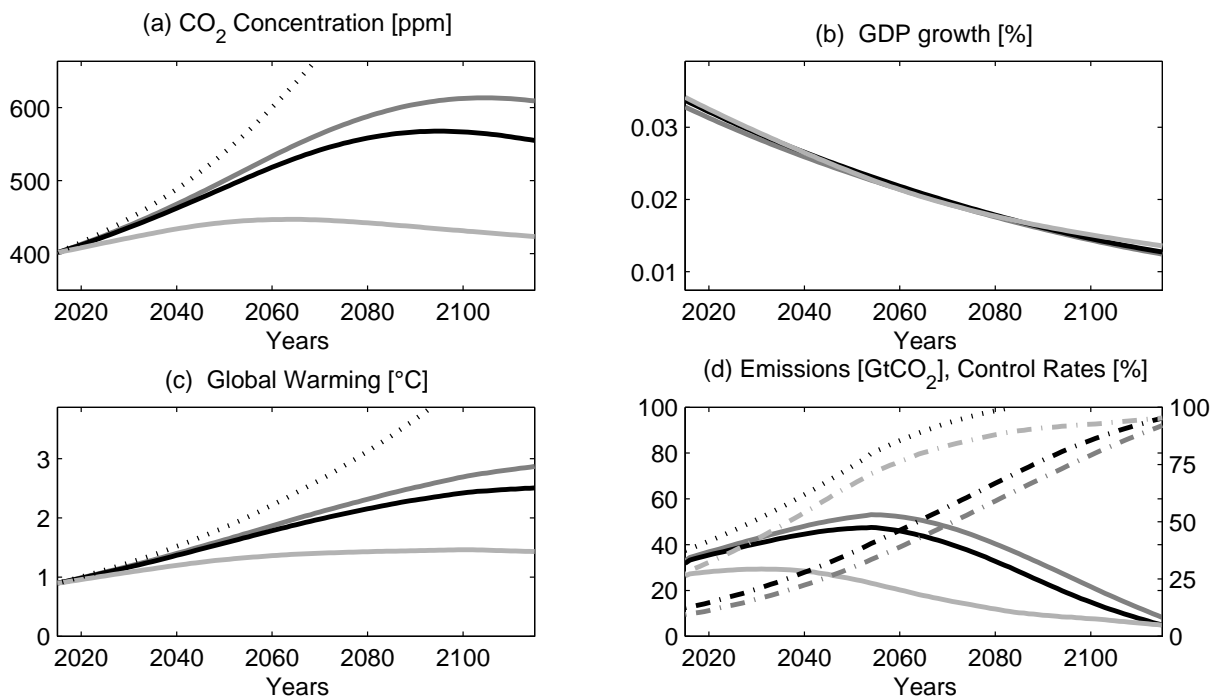 (a) CO2 Concentration [ppm]
600
500
400
2020 2040 2060 2080 2100
Years
(b) GDP growth [%]
0.03
0.02
0.01
2020 2040 2060 2080 2100
Years
(c) Global Warming [°C]
3
2
1
0
2020 2040 2060 2080 2100
Years
(d) Emissions [GtCO2], Control Rates [%]
100 100
80
75
60
50
40
25
20
0 0
2020 2040 2060 2080 2100
Years